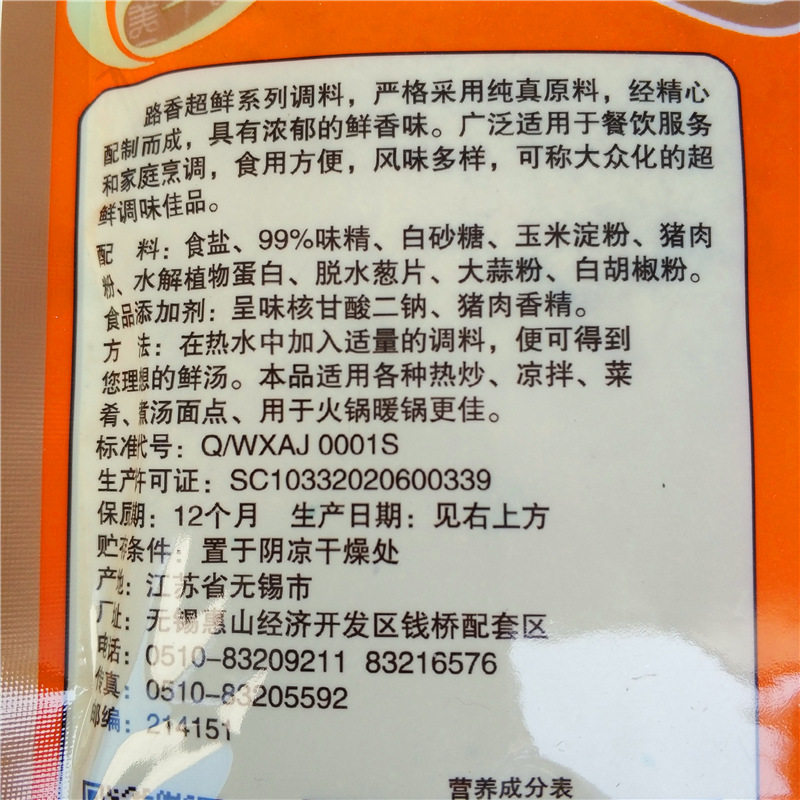 美
路香超鲜系列调料，严格采用纯真原料，经精心
配制而成，具有浓郁的鲜香味。广泛适用于餐饮服务
和家庭烹调，食用方便，风味多样，可称大众化的超
鲜调味佳品。
配 料：食盐、99%味精、白砂糖、玉米淀粉、猪肉
粉、水解植物蛋白、脱水葱片、大蒜粉、白胡椒粉。
食品添加剂：呈味核苷酸二钠、猪肉香精。
方 法：在热水中加入适量的调料，便可得到
您理想的鲜汤。本品适用各种热炒、凉拌、菜
肴、煮汤面点、用于火锅暖锅更佳。
标准代号：Q/WXAJ 0001S
生产许可证：SC10332020600339
保质期：12个月 生产日期：见右上方
贮存条件：置于阴凉干燥处
产地：江苏省无锡市
厂址：无锡惠山经济开发区钱桥配套区
电话：0510-83209211 83216576
传真：0510-83205592
邮编：214151
营养成分表